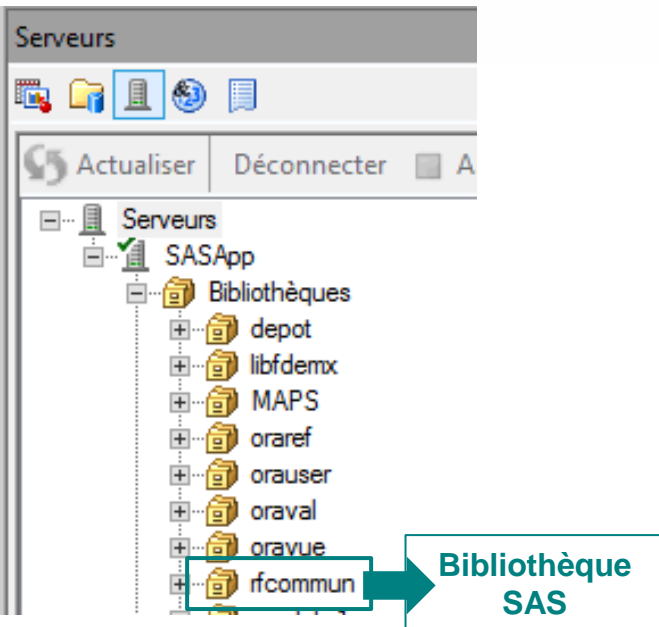 Serveurs
Actualiser Déconnecter A
Serveurs
SASApp
Bibliothèques
depot
libfdemx
MAPS
oraref
orauser
oraval
oravue
rfcommun
Bibliothèque
SAS